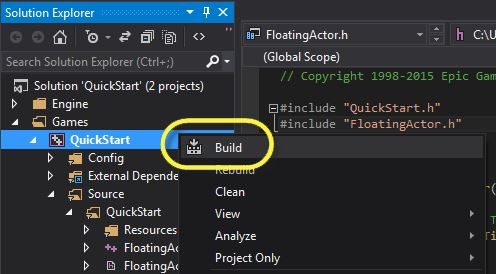 Solution Explorer
Search Solution Explorer (Ctrl+;)
Solution 'QuickStart' (2 projects)
Engine
Games
QuickStart
Config
External Depende
Source
QuickStart
Resources
FloatingAc
FloatingAc
Build
Rebuild
Clean
View
Analyze
Project Only
FloatingActor.h
C:\U
(Global Scope)
// Copyright 1998-2015 Epic Gam
#include "QuickStart.h"
#include "FloatingActor.h"